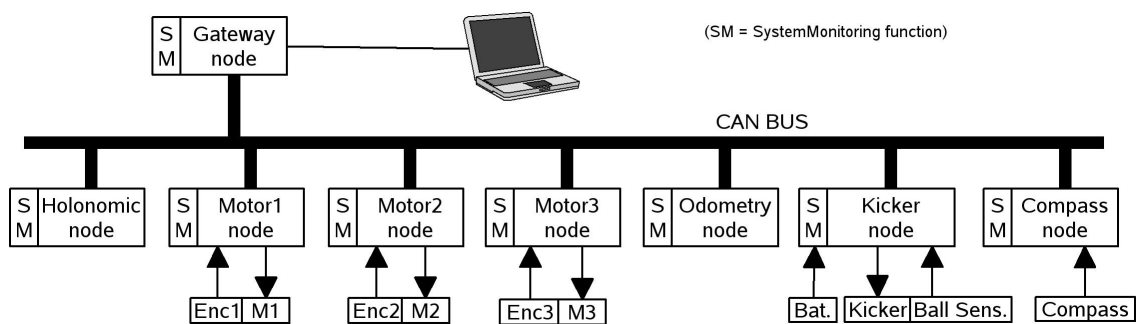 S Gateway
M node
(SM = SystemMonitoring function)
CAN BUS
S Holonomic
M node
S Motor1
M node
S Motor2
M node
S Motor3
M node
S Odometry
M node
S Kicker
M node
S Compass
M node
Enc1 M1
Enc2 M2
Enc3 M3
Bat.
Kicker Ball Sens.
Compass